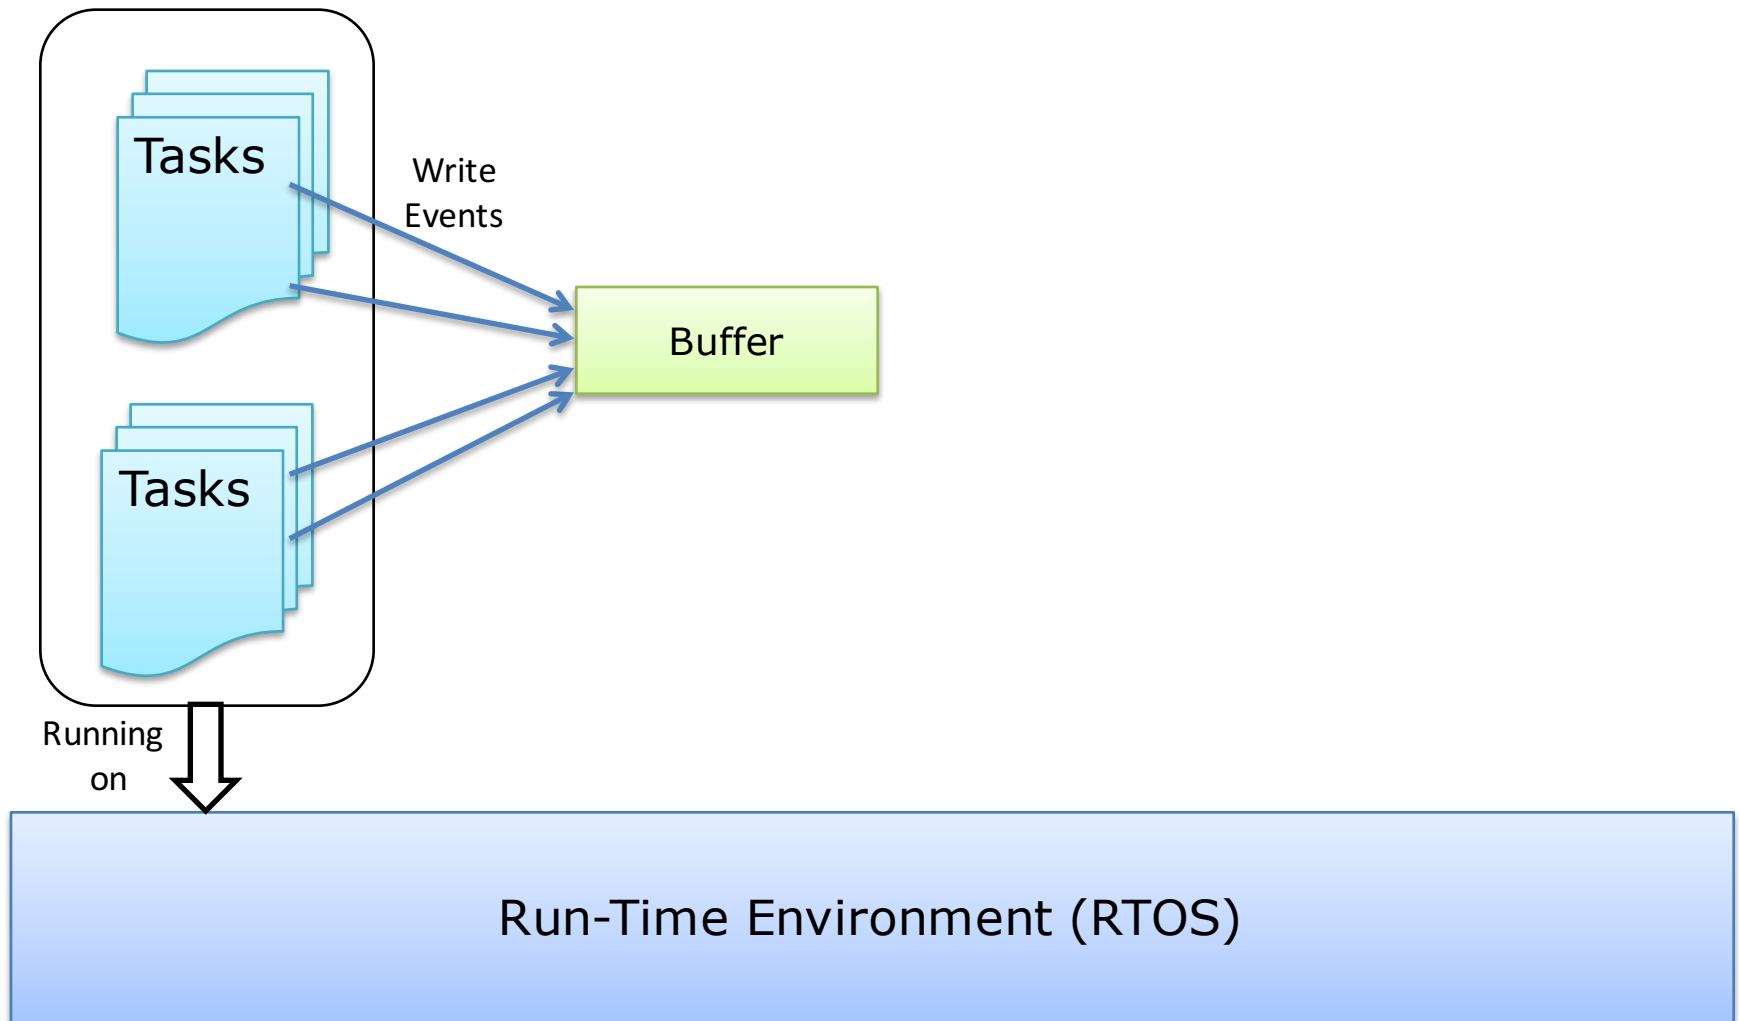 Tasks
Write
Events
Buffer
Tasks
Running
on
Run-Time Environment (RTOS)